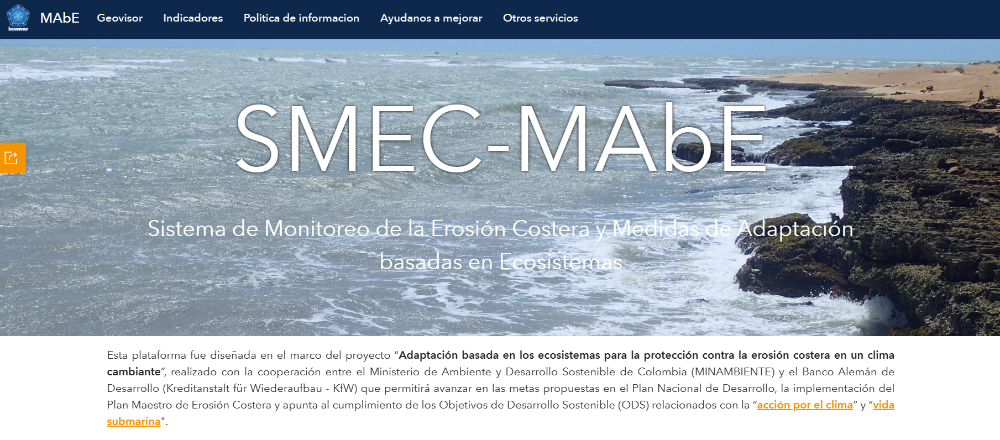 invemar
MAbE
Geovisor
Indicadores
Politica de informacion
Ayudanos a mejorar
Otros servicios
SMEC-MAbE
Sistema de Monitoreo de la Erosión Costera y Medidas de Adaptación
basadas en Ecosistemas
Esta plataforma fue diseñada en el marco del proyecto “Adaptación basada en los ecosistemas para la protección contra la erosión costera en un clima
cambiante”, realizado con la cooperación entre el Ministerio de Ambiente y Desarrollo Sostenible de Colombia (MINAMBIENTE) y el Banco Alemán de
Desarrollo (Kreditanstalt für Wiederaufbau - KfW) que permitirá avanzar en las metas propuestas en el Plan Nacional de Desarrollo, la implementación del
Plan Maestro de Erosión Costera y apunta al cumplimiento de los Objetivos de Desarrollo Sostenible (ODS) relacionados con la “acción por el clima” y “vida
submarina".